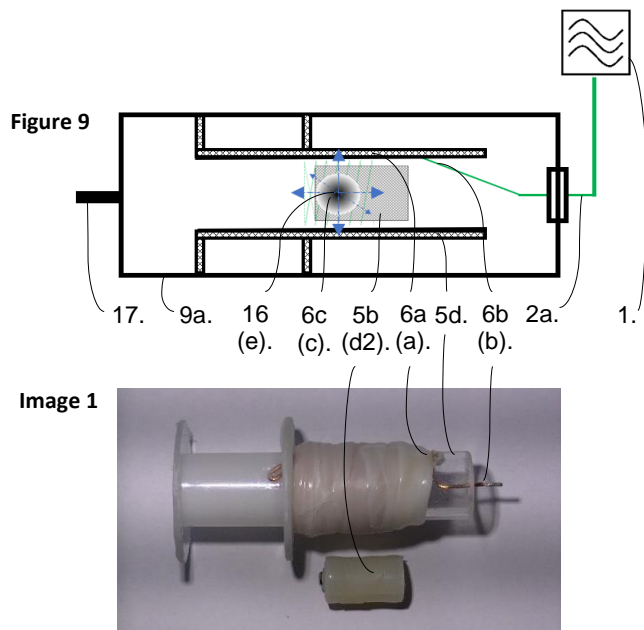 Figure 9
17. 9a. 16 6c 5b 6a 5d. 6b 2a. 1.
(e). (c). (d2). (a). (b).
Image 1